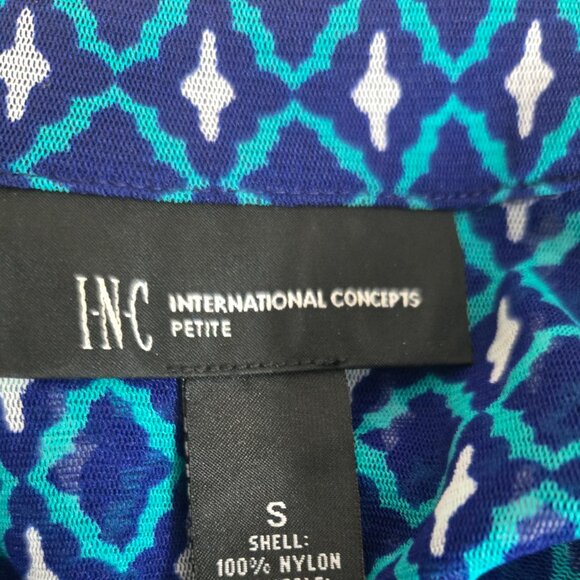 I·N·C INTERNATIONAL CONCEPTS
PETITE
S
SHELL:
100% NYLON